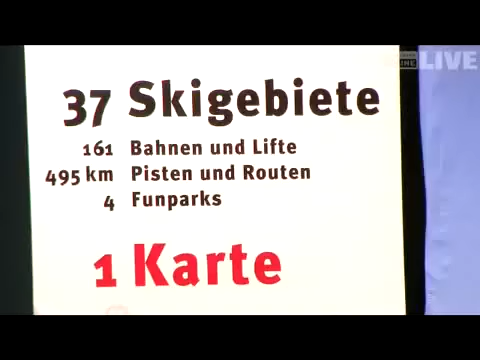 LIVE
37 Skigebiete
161 Bahnen und Lifte
495 km Pisten und Routen
4 Funparks
1 Karte